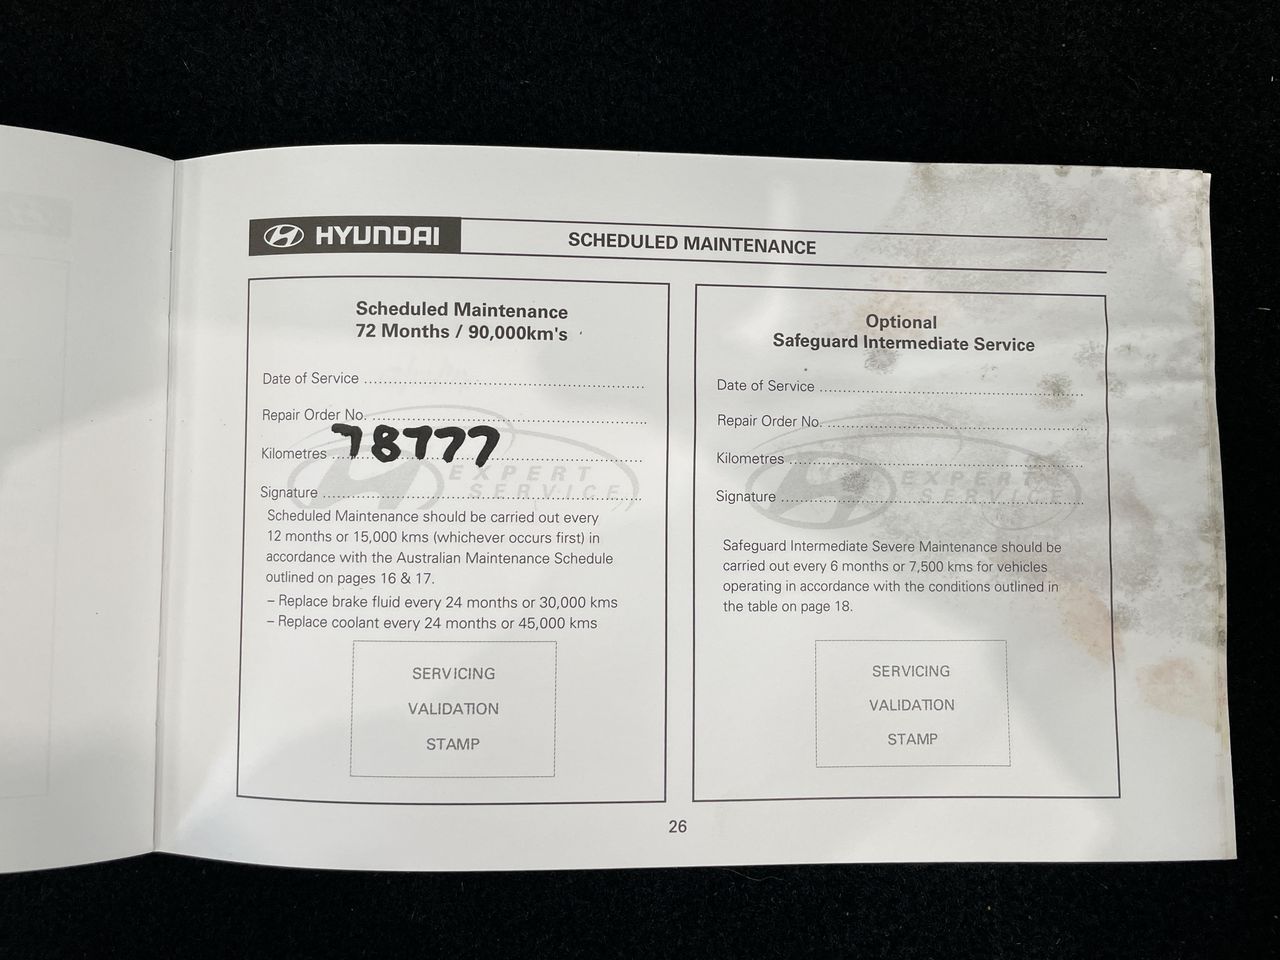 HYUNDAI
SCHEDULED MAINTENANCE
Scheduled Maintenance
72 Months / 90,000km's
Date of Service ........................................................................
Repair Order No. ........................................................................
Kilometres 78777 ........................................................................
Signature ........................................................................
EXPERT
SERVICE
Scheduled Maintenance should be carried out every
12 months or 15,000 kms (whichever occurs first) in
accordance with the Australian Maintenance Schedule
outlined on pages 16 & 17.
– Replace brake fluid every 24 months or 30,000 kms
– Replace coolant every 24 months or 45,000 kms
SERVICING
VALIDATION
STAMP
Optional
Safeguard Intermediate Service
Date of Service ........................................................................
Repair Order No. ........................................................................
Kilometres ........................................................................
Signature ........................................................................
EXPERT
SERVICE
Safeguard Intermediate Severe Maintenance should be
carried out every 6 months or 7,500 kms for vehicles
operating in accordance with the conditions outlined in
the table on page 18.
SERVICING
VALIDATION
STAMP
26